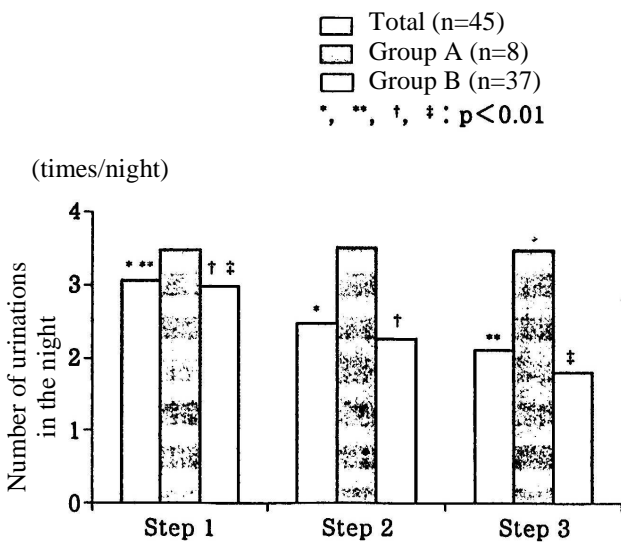 Total (n=45)
Group A (n=8)
Group B (n=37)
*, **, †, ‡ : p<0.01
(times/night)
Number of urinations
in the night
4
3
2
1
0
* **
† ‡
*
†
**
‡
Step 1
Step 2
Step 3